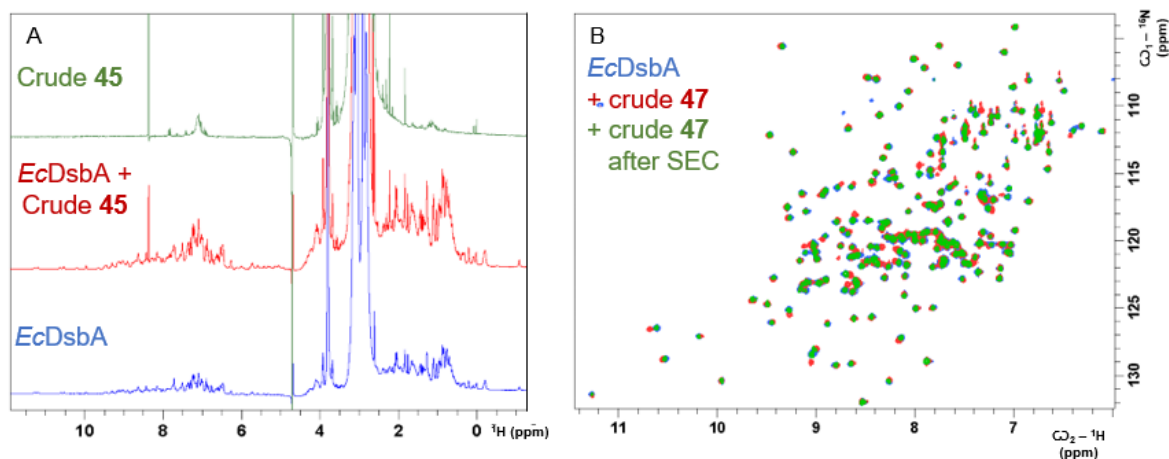 A
Crude 45
EcDsbA +
Crude 45
EcDsbA
10 8 6 4 2 0 ¹H (ppm)
B
EcDsbA
+ crude 47
+ crude 47
after SEC
ω₁ – ¹⁵N
(ppm)
110
115
120
125
130
11 10 9 8 7
ω₂ – ¹H
(ppm)